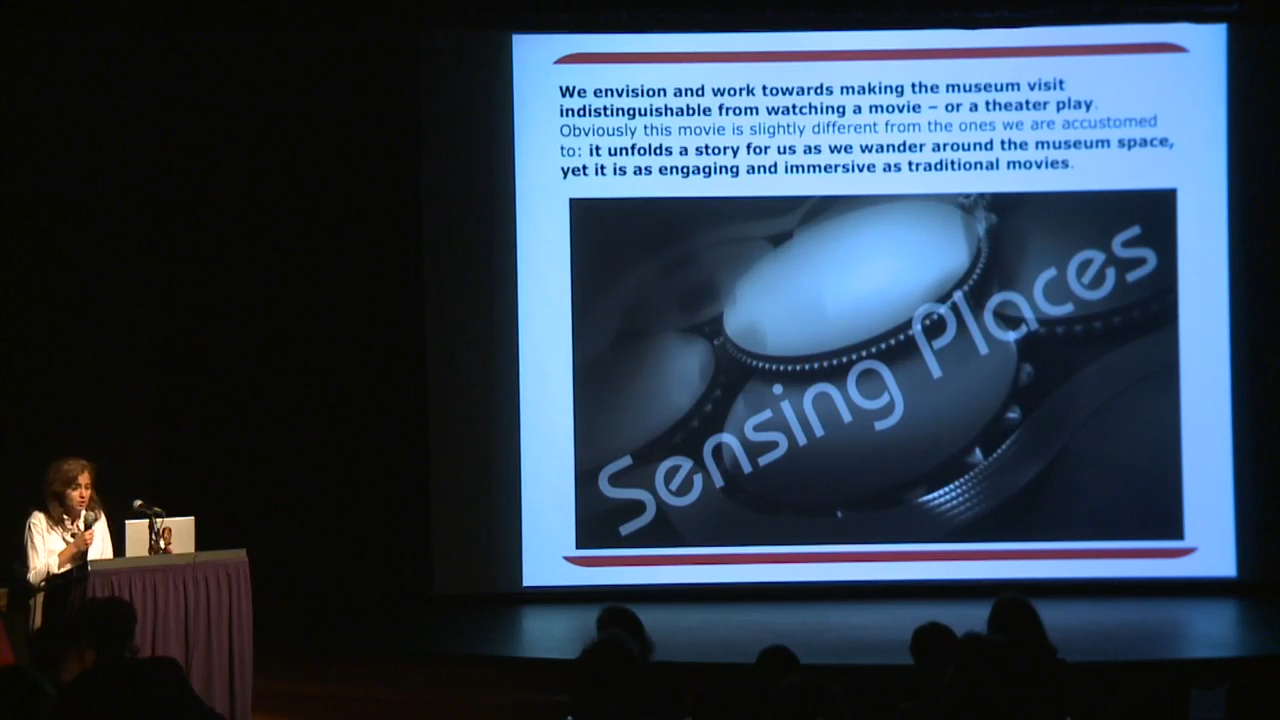 We envision and work towards making the museum visit
indistinguishable from watching a movie – or a theater play.
Obviously this movie is slightly different from the ones we are accustomed
to: it unfolds a story for us as we wander around the museum space,
yet it is as engaging and immersive as traditional movies.
Sensing Places